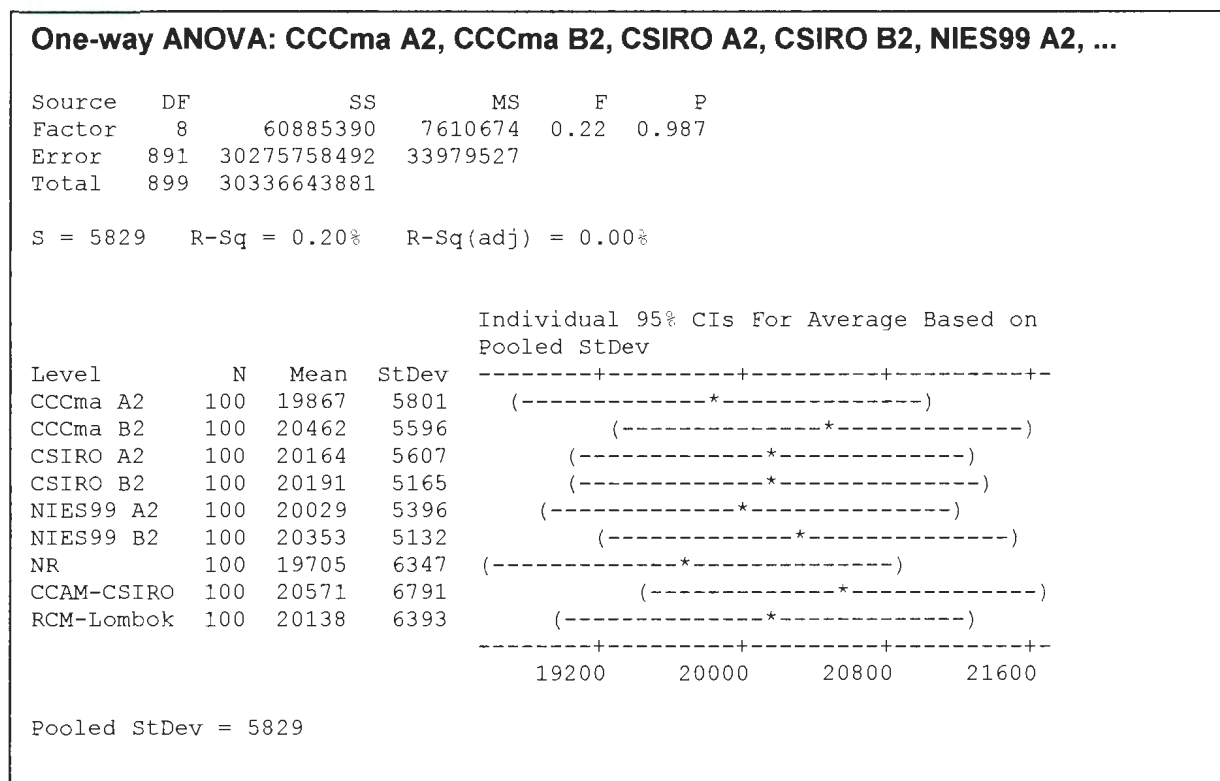 One-way ANOVA: CCCma A2, CCCma B2, CSIRO A2, CSIRO B2, NIES99 A2, ...
Source DF SS MS F P
Factor 8 60885390 7610674 0.22 0.987
Error 891 30275758492 33979527
Total 899 30336643881
S = 5829 R-Sq = 0.20% R-Sq(adj) = 0.00%
Individual 95% CIs For Average Based on
Pooled StDev
Level N Mean StDev --------+---------+---------+---------+-
CCCma A2 100 19867 5801 (-------------*--------------)
CCCma B2 100 20462 5596 (--------------*-------------)
CSIRO A2 100 20164 5607 (-------------*-------------)
CSIRO B2 100 20191 5165 (-------------*--------------)
NIES99 A2 100 20029 5396 (-------------*--------------)
NIES99 B2 100 20353 5132 (-------------*--------------)
NR 100 19705 6347 (-------------*--------------)
CCAM-CSIRO 100 20571 6791 (-------------*-------------)
RCM-Lombok 100 20138 6393 (--------------*-------------)
--------+---------+---------+---------+-
19200 20000 20800 21600
Pooled StDev = 5829